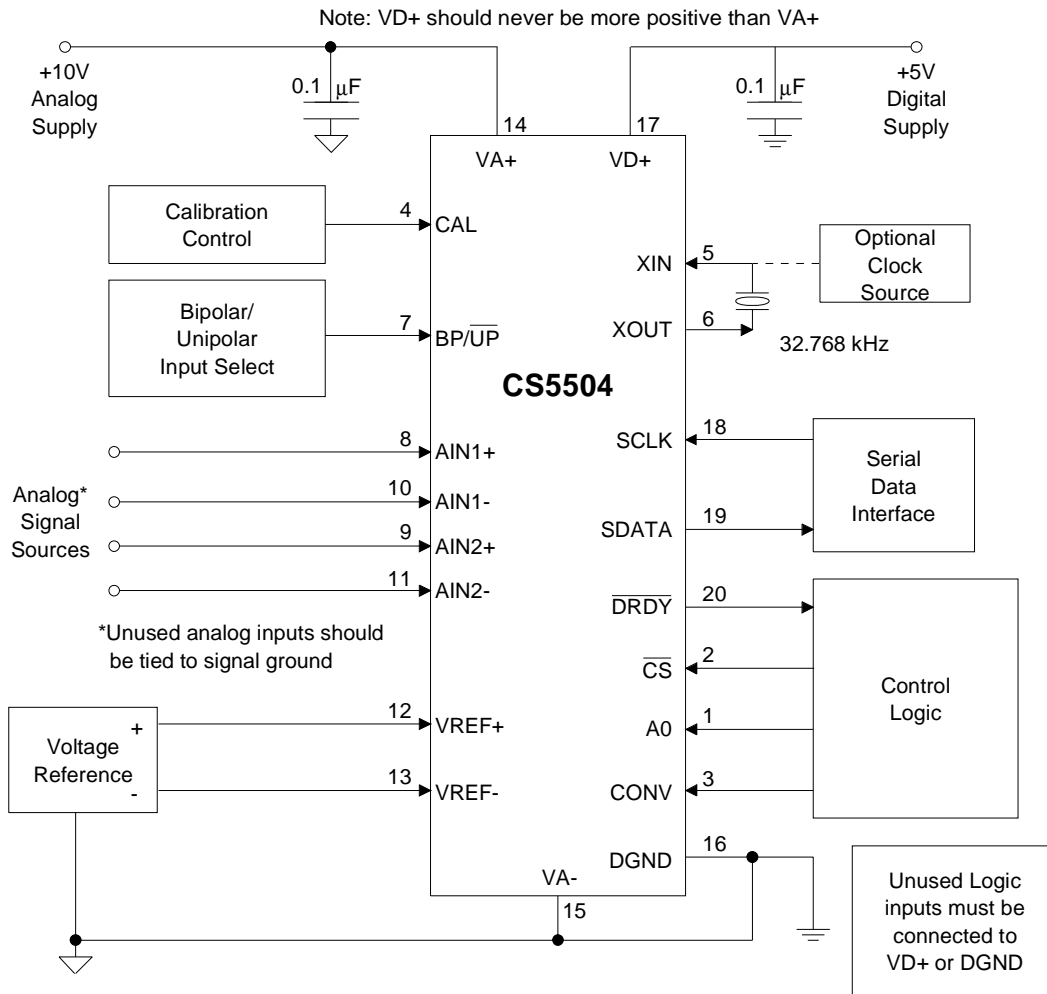 Note: VD+ should never be more positive than VA+
+10V
Analog
Supply
0.1 µF
0.1 µF
+5V
Digital
Supply
14
17
VA+
VD+
Calibration
Control
4
CAL
Bipolar/
Unipolar
Input Select
7
BP/U̅P̅
XIN
5
Optional
Clock
Source
XOUT
6
32.768 kHz
CS5504
Analog*
Signal
Sources
8
AIN1+
10
AIN1-
9
AIN2+
11
AIN2-
*Unused analog inputs should
be tied to signal ground
SCLK
18
SDATA
19
Serial
Data
Interface
D̅R̅D̅Y̅
20
C̅S̅
2
A0
1
CONV
3
Control
Logic
Voltage
Reference
+
-
12
VREF+
13
VREF-
DGND
16
VA-
15
Unused Logic
inputs must be
connected to
VD+ or DGND